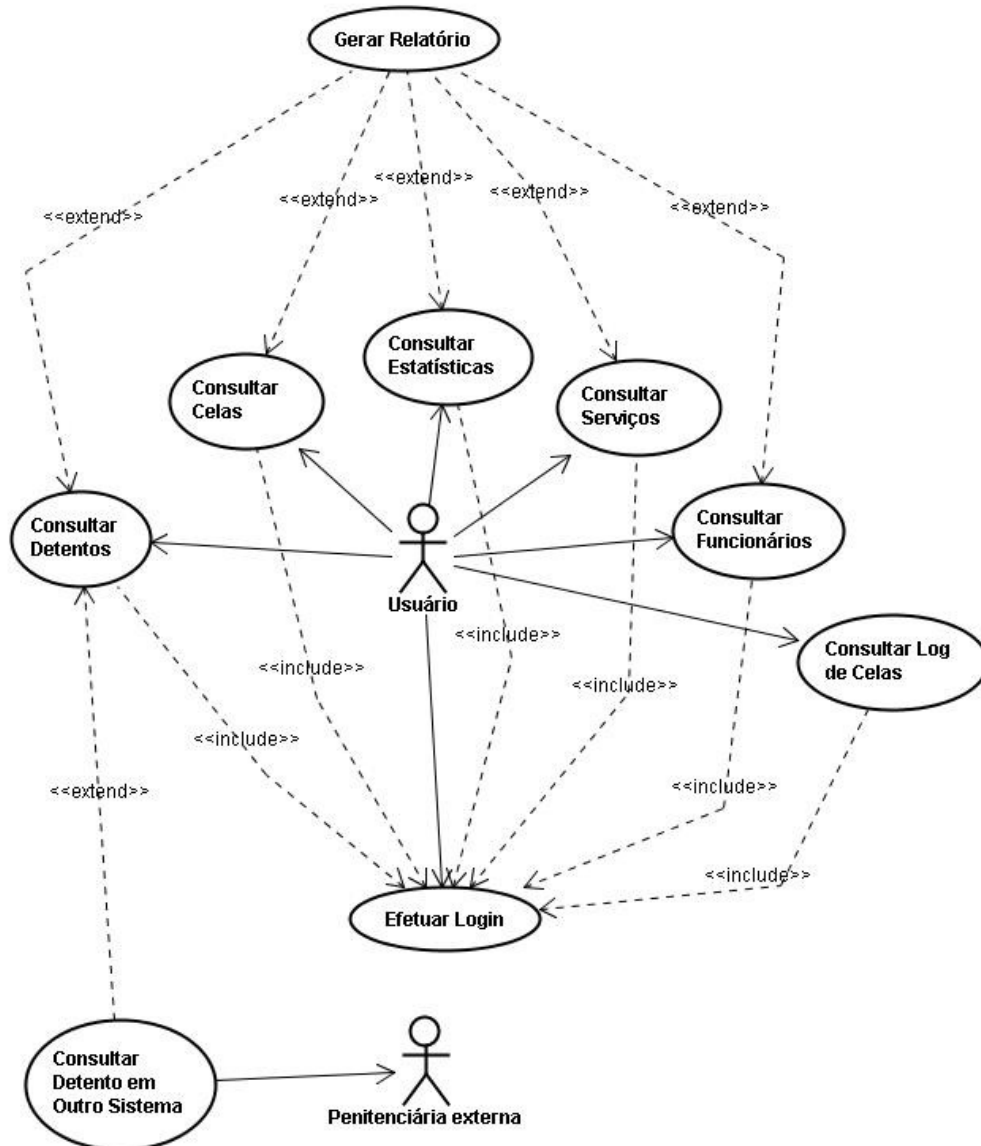 Gerar Relatório
<<extend>>
<<extend>>
<<extend>>
<<extend>>
<<extend>>
Consultar
Estatísticas
Consultar
Celas
Consultar
Serviços
Consultar
Detentos
Consultar
Funcionários
Usuário
<<include>>
<<include>>
<<include>>
Consultar Log
de Celas
<<include>>
<<extend>>
<<include>>
<<include>>
Efetuar Login
Consultar
Detento em
Outro Sistema
Penitenciária externa